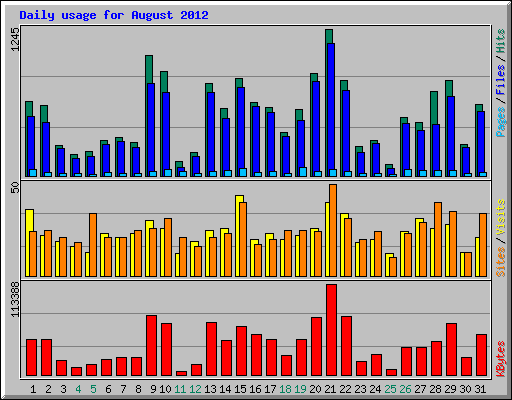 Daily usage for August 2012
1245
Pages / Files / Hits
50
Sites / Visits
113388
KBytes
1 2 3 4 5 6 7 8 9 10 11 12 13 14 15 16 17 18 19 20 21 22 23 24 25 26 27 28 29 30 31